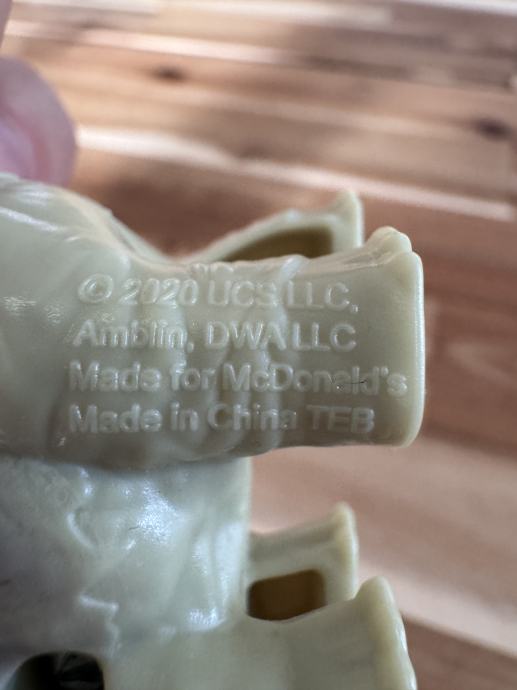 © 2020 UCS LLC,
Amblin, DWA LLC
Made for McDonald's
Made in China TEB